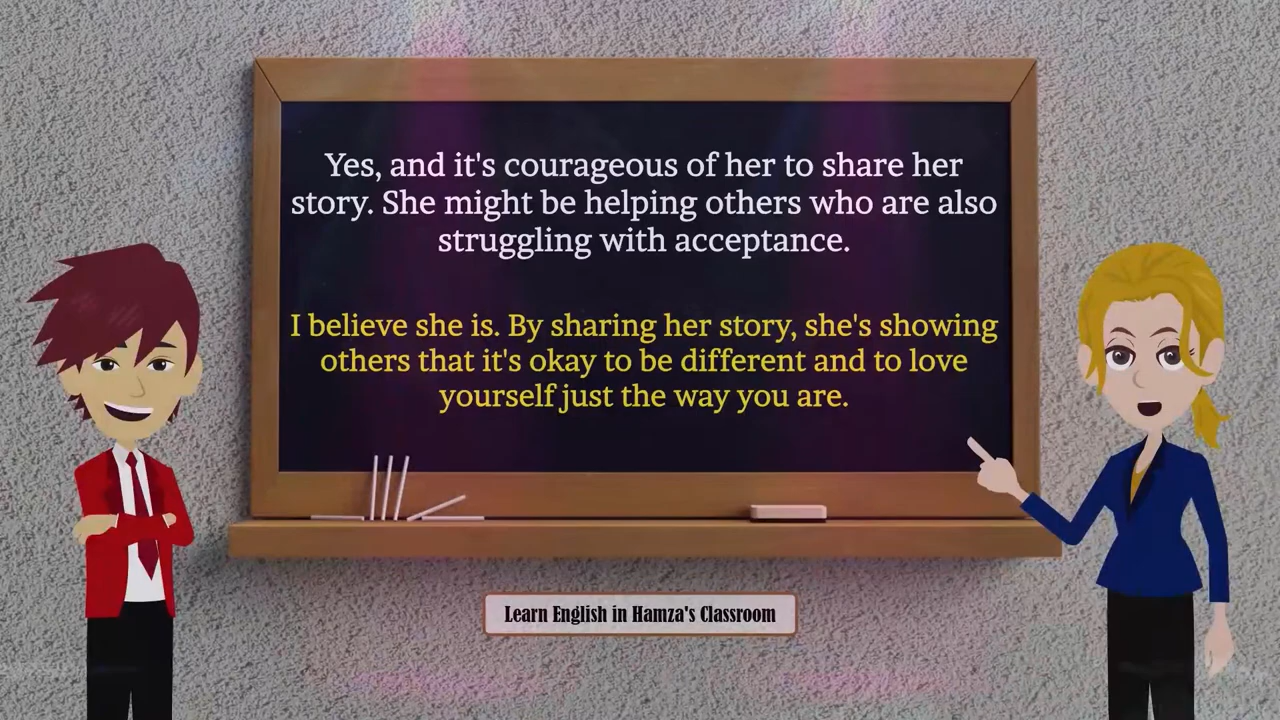 Yes, and it's courageous of her to share her
story. She might be helping others who are also
struggling with acceptance.
I believe she is. By sharing her story, she's showing
others that it's okay to be different and to love
yourself just the way you are.
Learn English in Hamza's Classroom